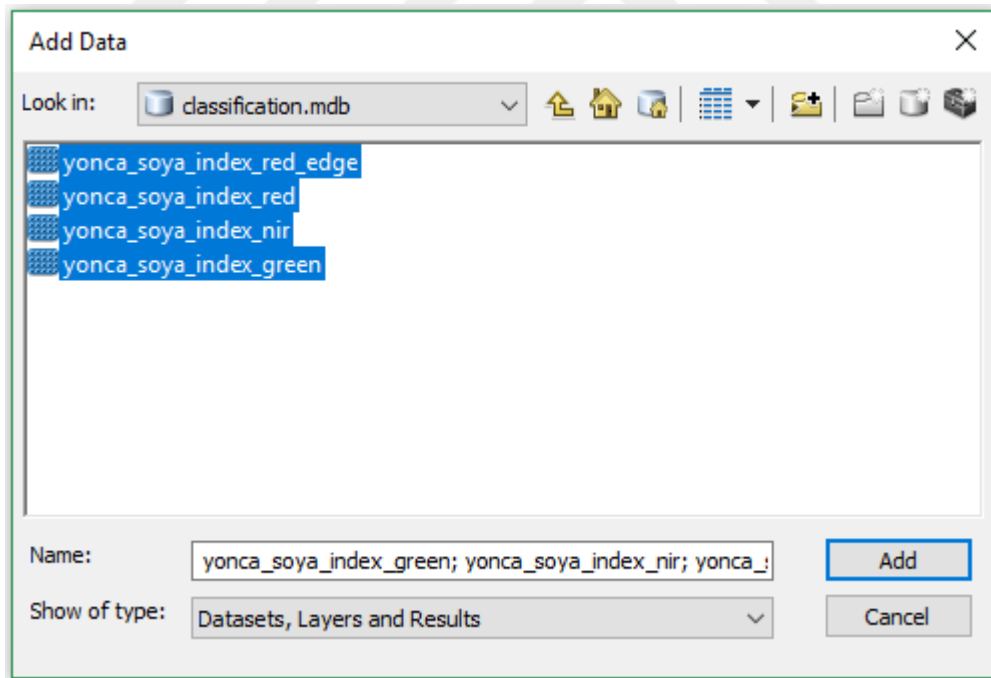 Add Data
Look in: classification.mdb
yonca_soya_index_red_edge
yonca_soya_index_red
yonca_soya_index_nir
yonca_soya_index_green
Name: yonca_soya_index_green; yonca_soya_index_nir; yonca_
Add
Show of type: Datasets, Layers and Results
Cancel